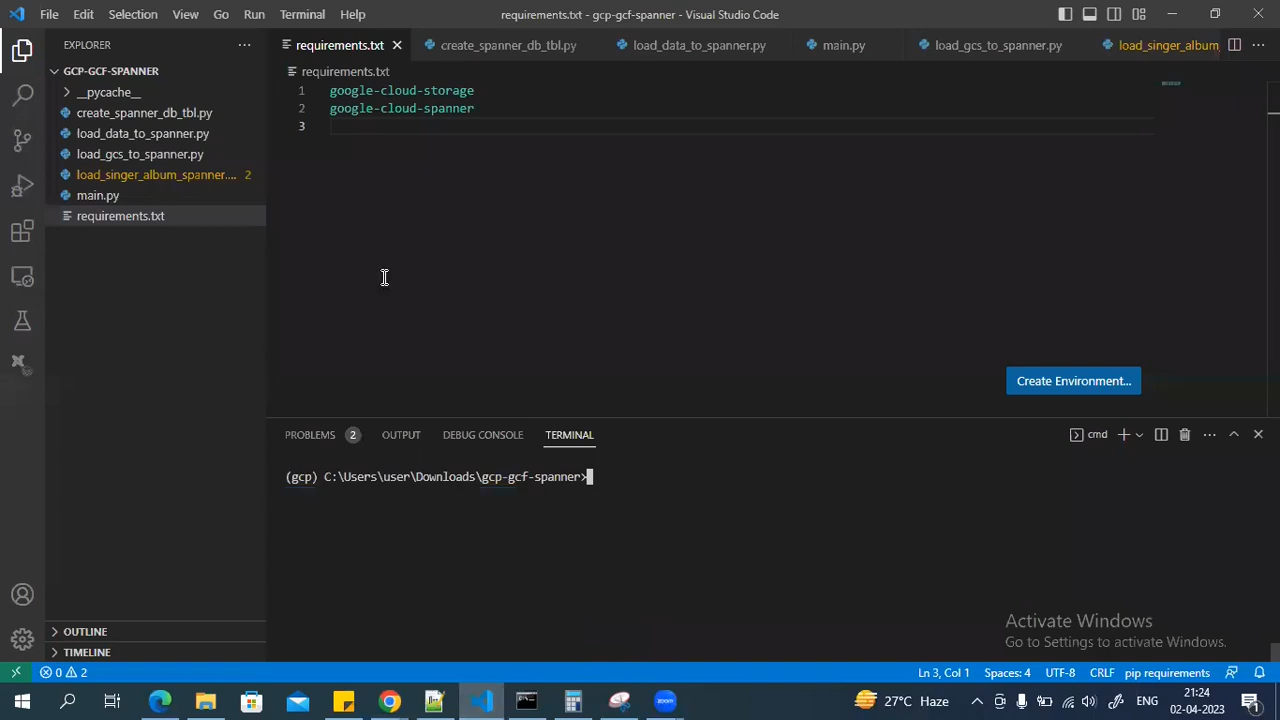 File Edit Selection View Go Run Terminal Help
requirements.txt - gcp-gcf-spanner - Visual Studio Code
EXPLORER
GCP-GCF-SPANNER
__pycache__
create_spanner_db_tbl.py
load_data_to_spanner.py
load_gcs_to_spanner.py
load_singer_album_spanner.... 2
main.py
requirements.txt
OUTLINE
TIMELINE
requirements.txt create_spanner_db_tbl.py load_data_to_spanner.py main.py load_gcs_to_spanner.py load_singer_album_
requirements.txt
1 google-cloud-storage
2 google-cloud-spanner
3
Create Environment...
PROBLEMS 2 OUTPUT DEBUG CONSOLE TERMINAL
cmd
(gcp) C:\Users\user\Downloads\gcp-gcf-spanner>
Activate Windows
Go to Settings to activate Windows.
0 2
Ln 3, Col 1 Spaces: 4 UTF-8 CRLF pip requirements
zoom
27°C Haze
ENG
21:24
02-04-2023
1